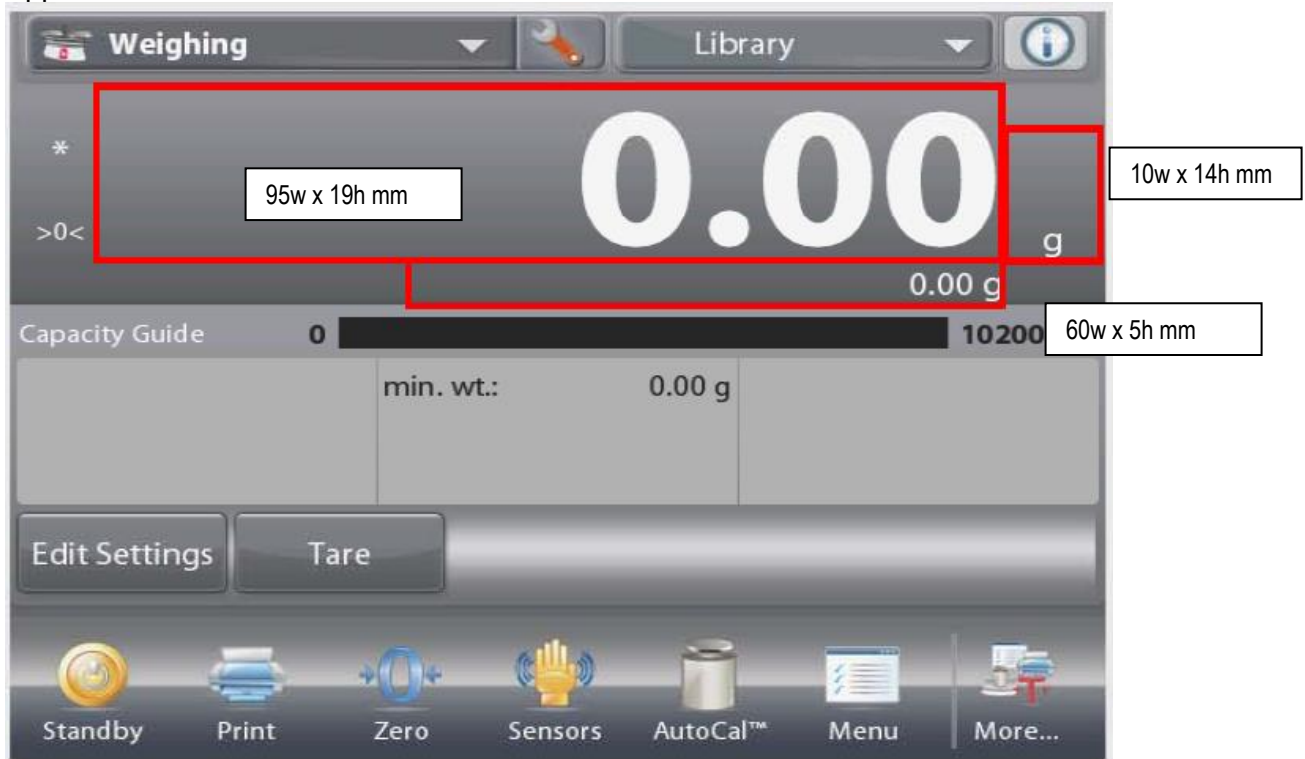 Weighing Library
0.00
*
95w x 19h mm
10w x 14h mm
>0<
g
0.00 g
Capacity Guide 0 10200
60w x 5h mm
min. wt.: 0.00 g
Edit Settings Tare
Standby Print Zero Sensors AutoCal™ Menu More...